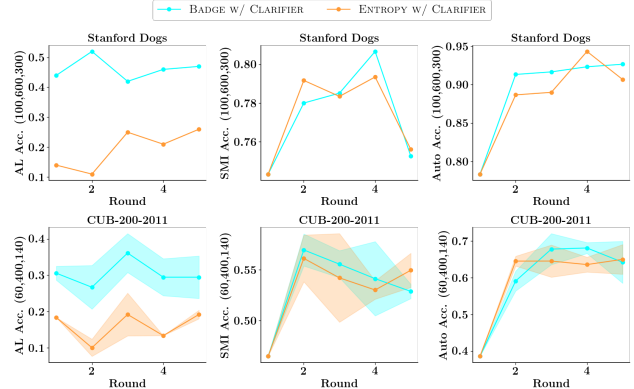 BADGE W/ CLARIFIER ENTROPY W/ CLARIFIER
Stanford Dogs Stanford Dogs Stanford Dogs
AL Acc. (100,600,300)
0.5
0.4
0.3
0.2
0.1
2 4
Round
SMI Acc. (100,600,300)
0.80
0.78
0.76
2 4
Round
Auto Acc. (100,600,300)
0.95
0.90
0.85
0.80
2 4
Round
CUB-200-2011 CUB-200-2011 CUB-200-2011
AL Acc. (60,400,140)
0.4
0.3
0.2
0.1
2 4
Round
SMI Acc. (60,400,140)
0.55
0.50
2 4
Round
Auto Acc. (60,400,140)
0.7
0.6
0.5
0.4
2 4
Round